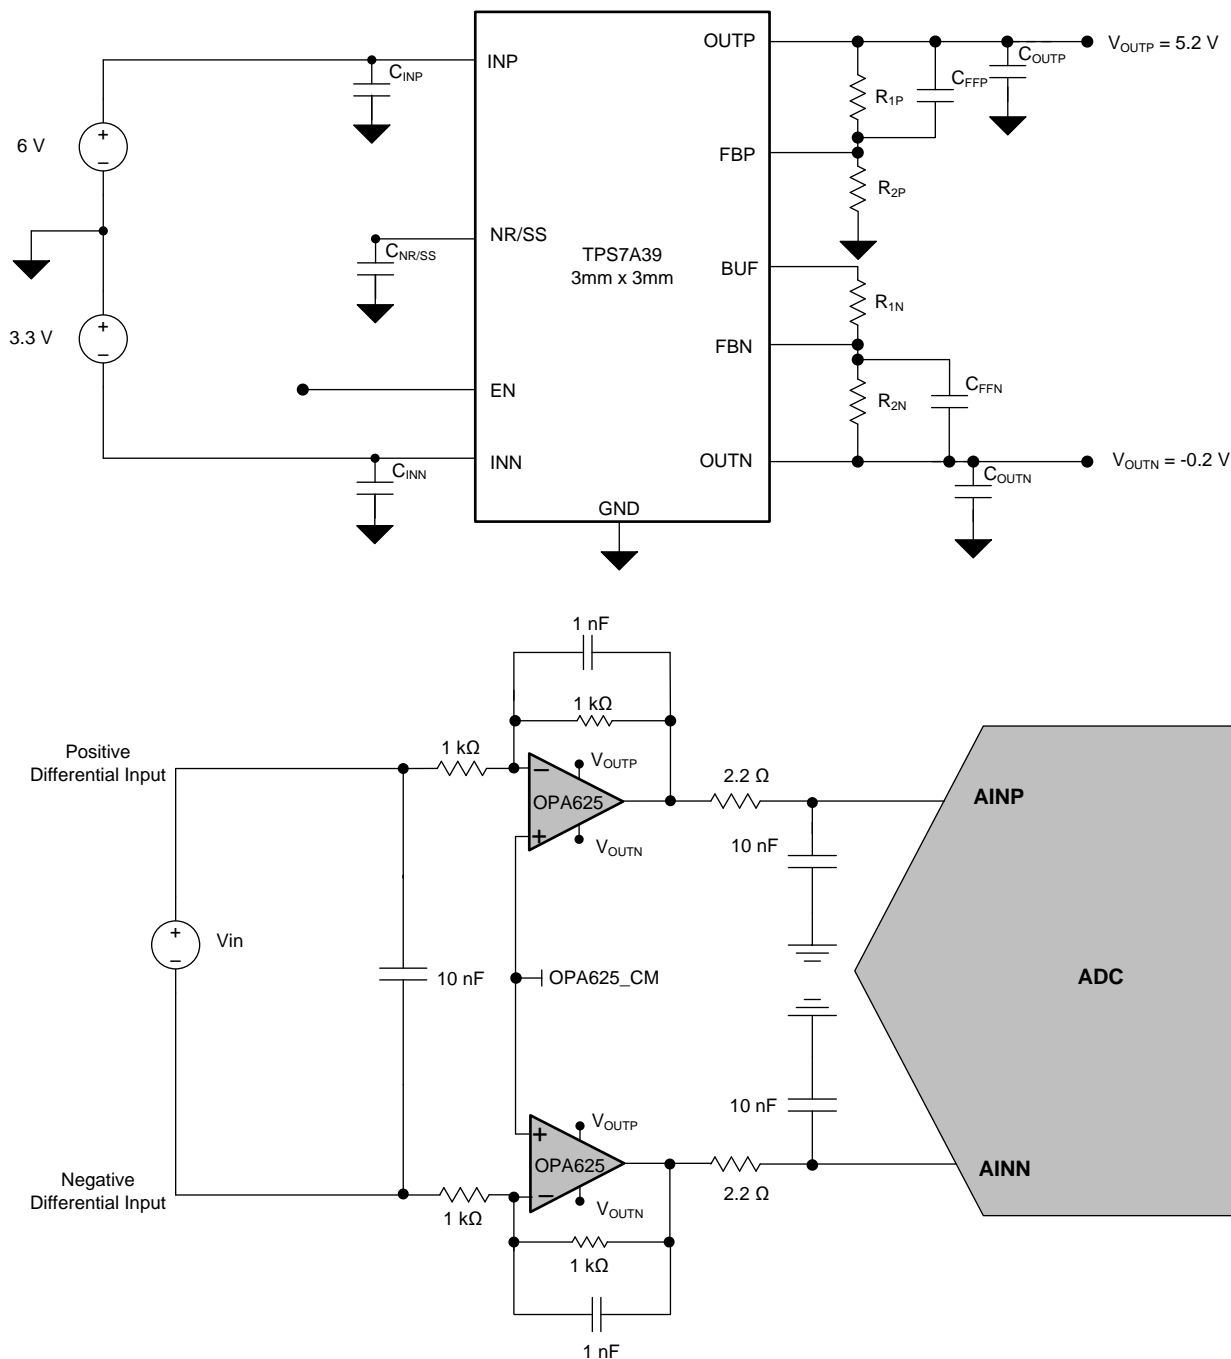 OUTP
V_OUTP = 5.2 V
C_OUTP
INP
C_INP
C_FFP
R_1P
6 V
+
−
FBP
R_2P
NR/SS
C_NR/SS
TPS7A39
3mm x 3mm
BUF
R_1N
3.3 V
+
−
FBN
EN
R_2N
C_FFN
INN
C_INN
OUTN
V_OUTN = -0.2 V
C_OUTN
GND
1 nF
1 kΩ
Positive
Differential Input
1 kΩ
V_OUTP
−
OPA625
+
V_OUTN
2.2 Ω
AINP
10 nF
+
−
Vin
10 nF
OPA625_CM
ADC
10 nF
V_OUTP
+
OPA625
−
V_OUTN
2.2 Ω
AINN
Negative
Differential Input
1 kΩ
1 kΩ
1 nF